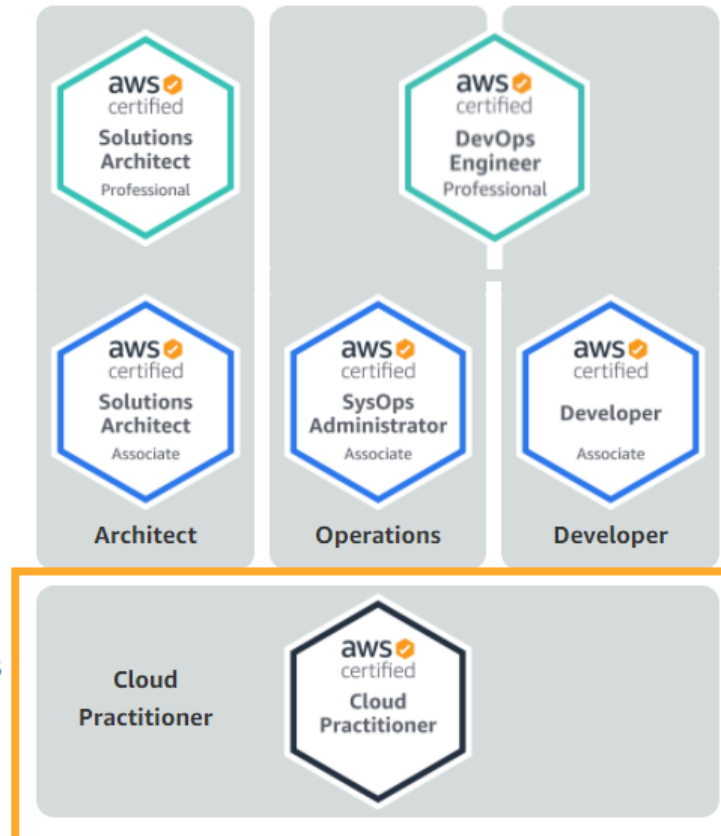 aws
certified
Solutions
Architect
Professional
aws
certified
DevOps
Engineer
Professional
aws
certified
Solutions
Architect
Associate
aws
certified
SysOps
Administrator
Associate
aws
certified
Developer
Associate
Architect
Operations
Developer
Cloud
Practitioner
aws
certified
Cloud
Practitioner